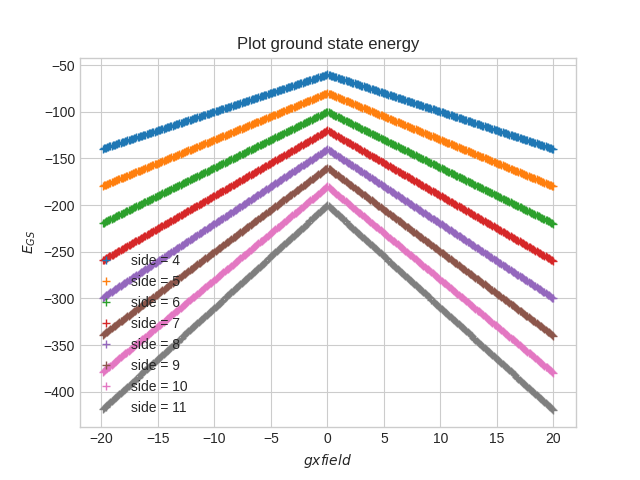 Plot ground state energy
−50
−100
−150
−200
−250
−300
−350
−400
E_GS
side = 4
side = 5
side = 6
side = 7
side = 8
side = 9
side = 10
side = 11
−20
−15
−10
−5
0
5
10
15
20
gxfield